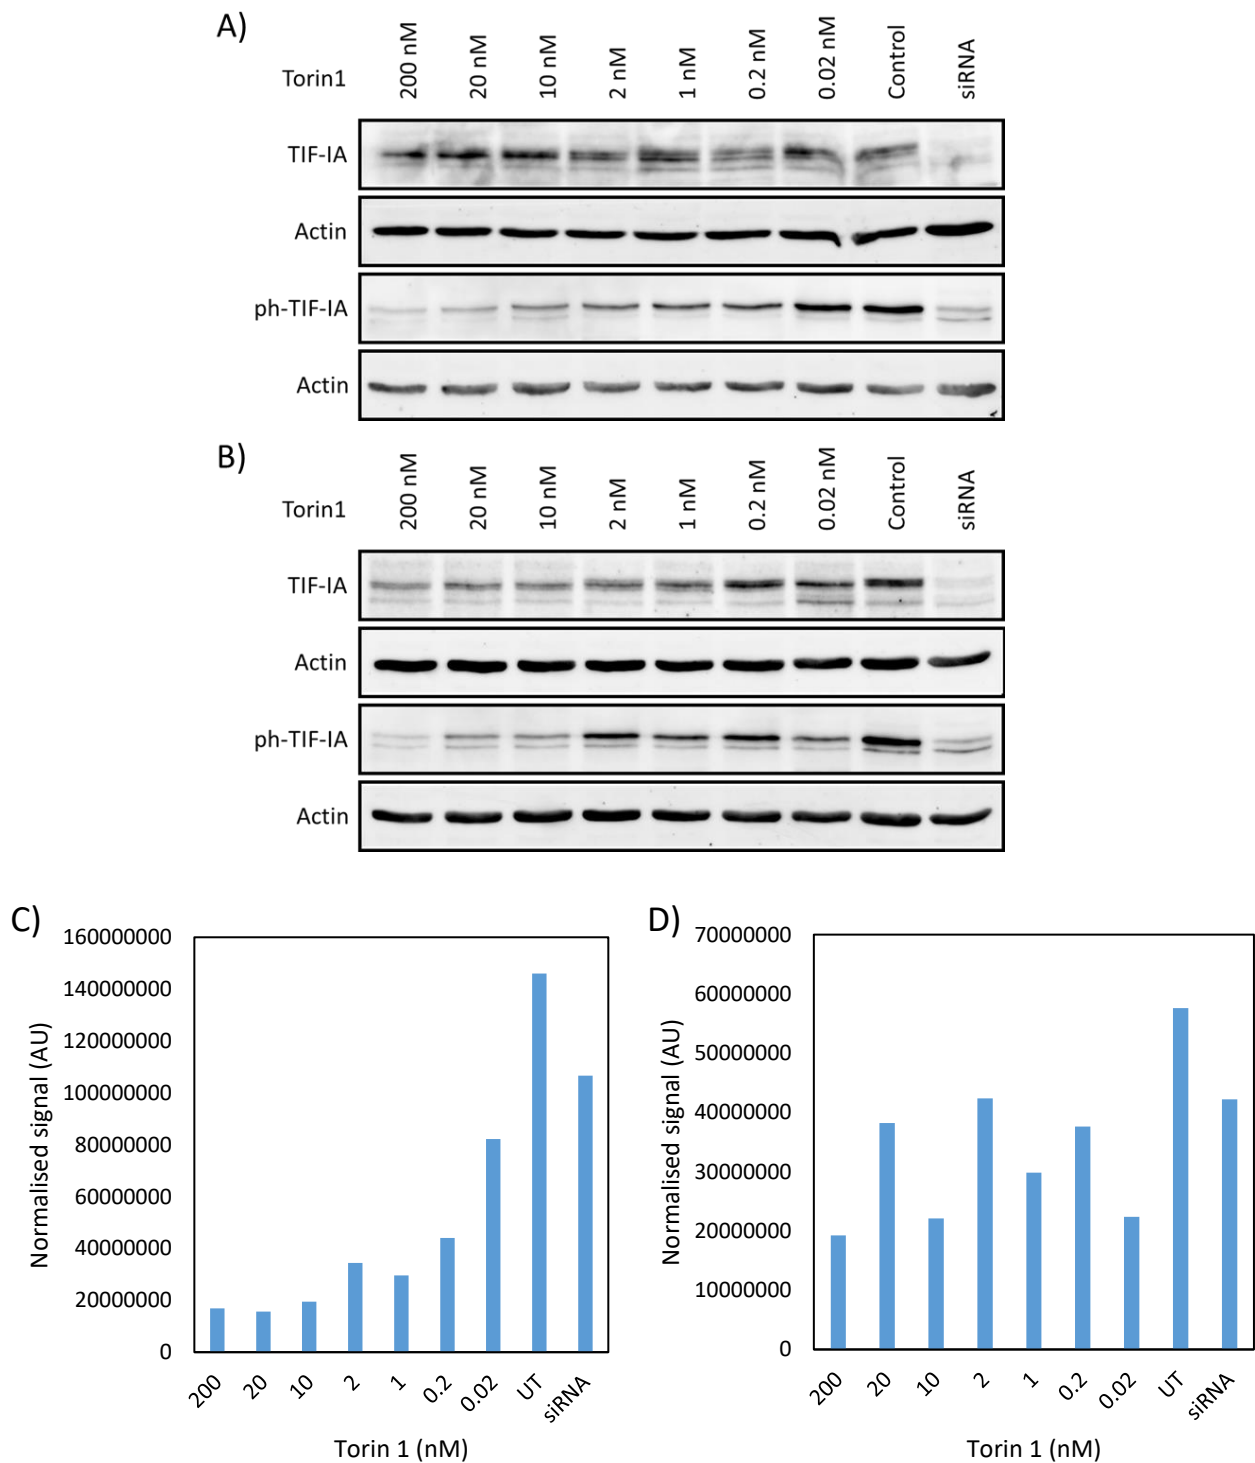 A)
Torin1 200 nM 20 nM 10 nM 2 nM 1 nM 0.2 nM 0.02 nM Control siRNA
TIF-IA
Actin
ph-TIF-IA
Actin
B)
Torin1 200 nM 20 nM 10 nM 2 nM 1 nM 0.2 nM 0.02 nM Control siRNA
TIF-IA
Actin
ph-TIF-IA
Actin
C)
Normalised signal (AU)
160000000
140000000
120000000
100000000
80000000
60000000
40000000
20000000
0
200 20 10 2 1 0.2 0.02 UT siRNA
Torin 1 (nM)
D)
Normalised signal (AU)
70000000
60000000
50000000
40000000
30000000
20000000
10000000
0
200 20 10 2 1 0.2 0.02 UT siRNA
Torin 1 (nM)